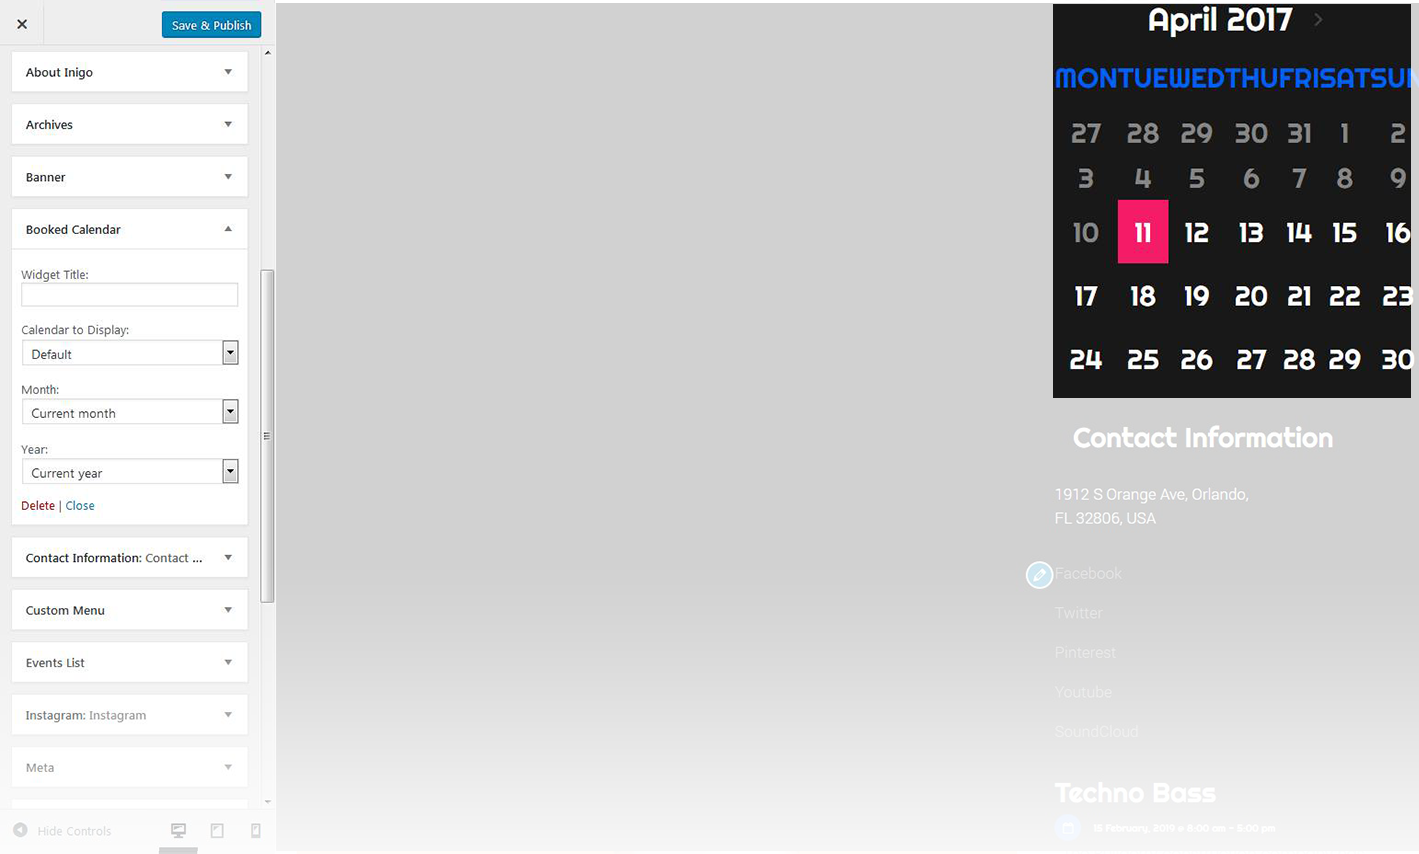 Save & Publish
About Inigo
Archives
Banner
Booked Calendar
Widget Title:
Calendar to Display:
Default
Month:
Current month
Year:
Current year
Delete | Close
Contact Information: Contact ...
Custom Menu
Events List
Instagram: Instagram
Meta
Hide Controls
April 2017
MON TUE WED THU FRI SAT SUN
27 28 29 30 31 1 2
3 4 5 6 7 8 9
10 11 12 13 14 15 16
17 18 19 20 21 22 23
24 25 26 27 28 29 30
Contact Information
1912 S Orange Ave, Orlando,
FL 32806, USA
Facebook
Twitter
Pinterest
Youtube
SoundCloud
Techno Bass
15 February, 2019 @ 8:00 am – 5:00 pm